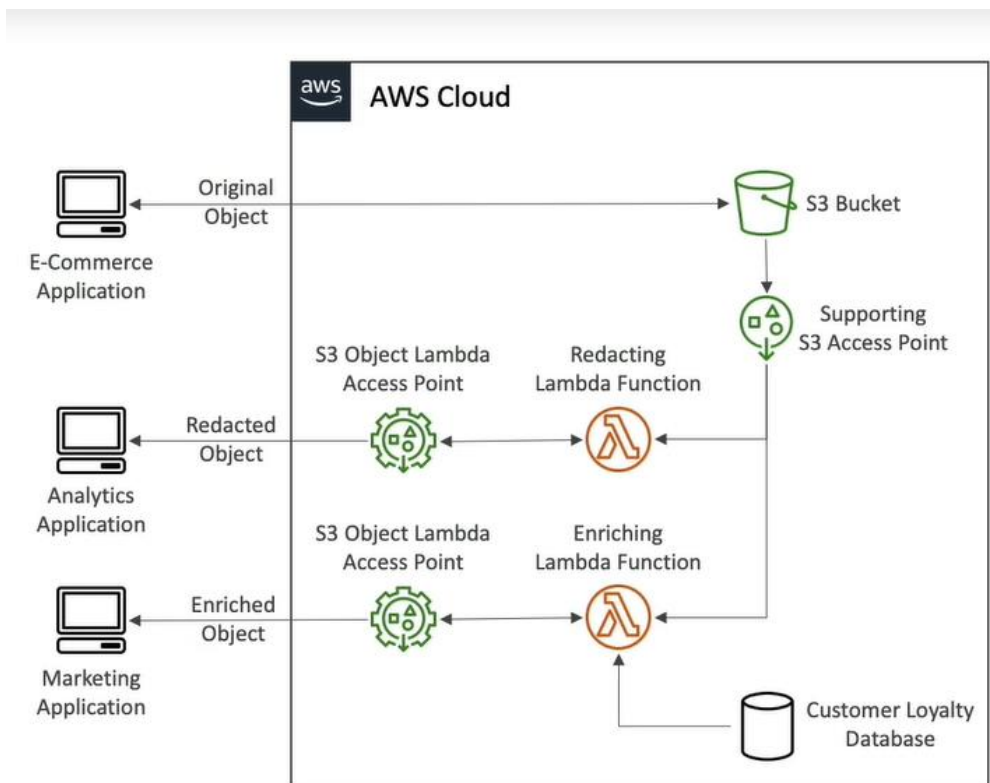 aws
AWS Cloud
Original
Object
S3 Bucket
E-Commerce
Application
Supporting
S3 Access Point
S3 Object Lambda
Access Point
Redacting
Lambda Function
Redacted
Object
Analytics
Application
S3 Object Lambda
Access Point
Enriching
Lambda Function
Enriched
Object
Marketing
Application
Customer Loyalty
Database